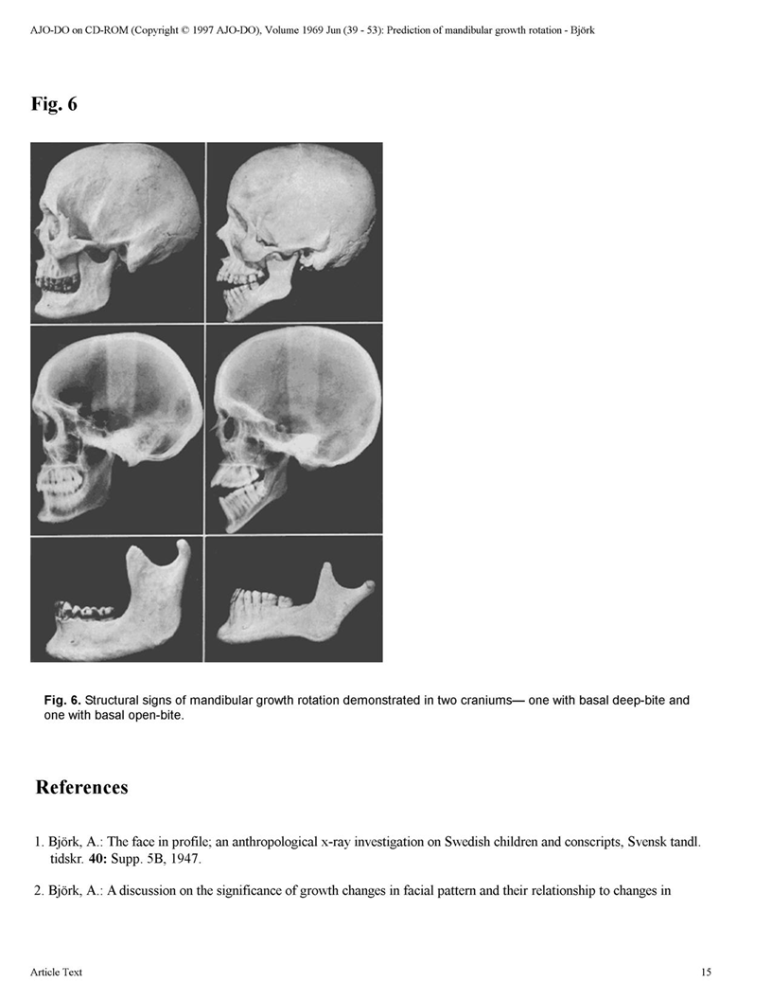 AJO-DO on CD-ROM (Copyright © 1997 AJO-DO), Volume 1969 Jun (39 - 53): Prediction of mandibular growth rotation - Björk
Fig. 6
Fig. 6. Structural signs of mandibular growth rotation demonstrated in two craniums— one with basal deep-bite and
one with basal open-bite.
References
1. Björk, A.: The face in profile; an anthropological x-ray investigation on Swedish children and conscripts, Svensk tandl.
tidskr. 40: Supp. 5B, 1947.
2. Björk, A.: A discussion on the significance of growth changes in facial pattern and their relationship to changes in
Article Text 15